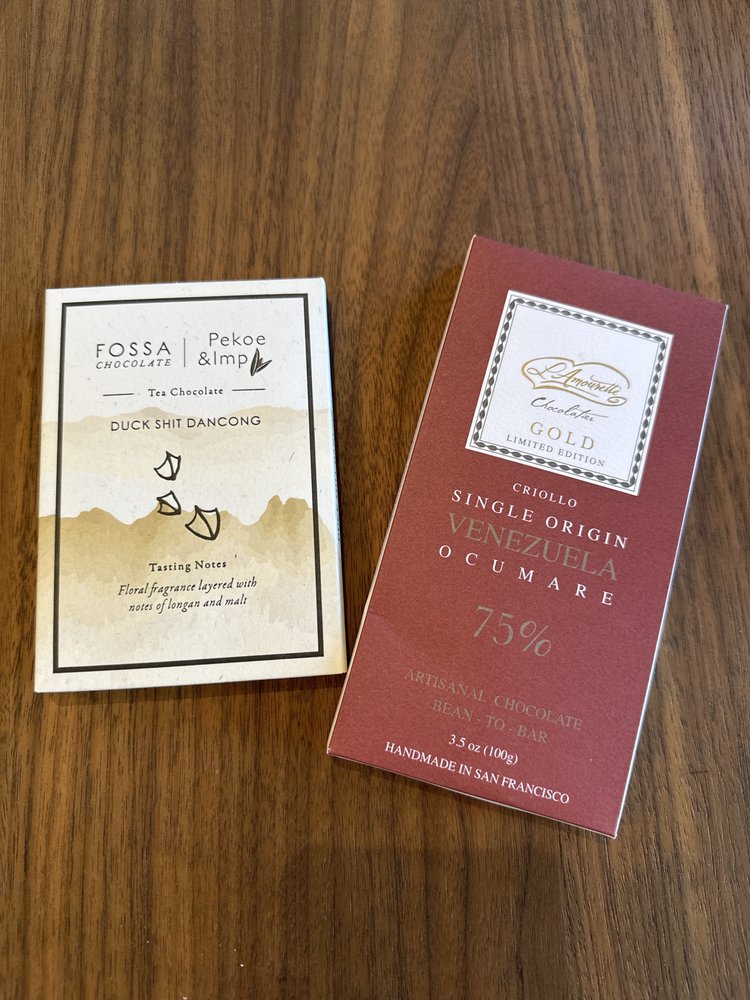 FOSSA
CHOCOLATE
Pekoe
&Imp
Tea Chocolate
DUCK SHIT DANCONG
Tasting Notes
Floral fragrance layered with
notes of longan and malt
L'Amourette
Chocolatier
GOLD
LIMITED EDITION
CRIOLLO
SINGLE ORIGIN
VENEZUELA
OCUMARE
75%
ARTISANAL CHOCOLATE
BEAN-TO-BAR
3.5 oz (100g)
HANDMADE IN SAN FRANCISCO